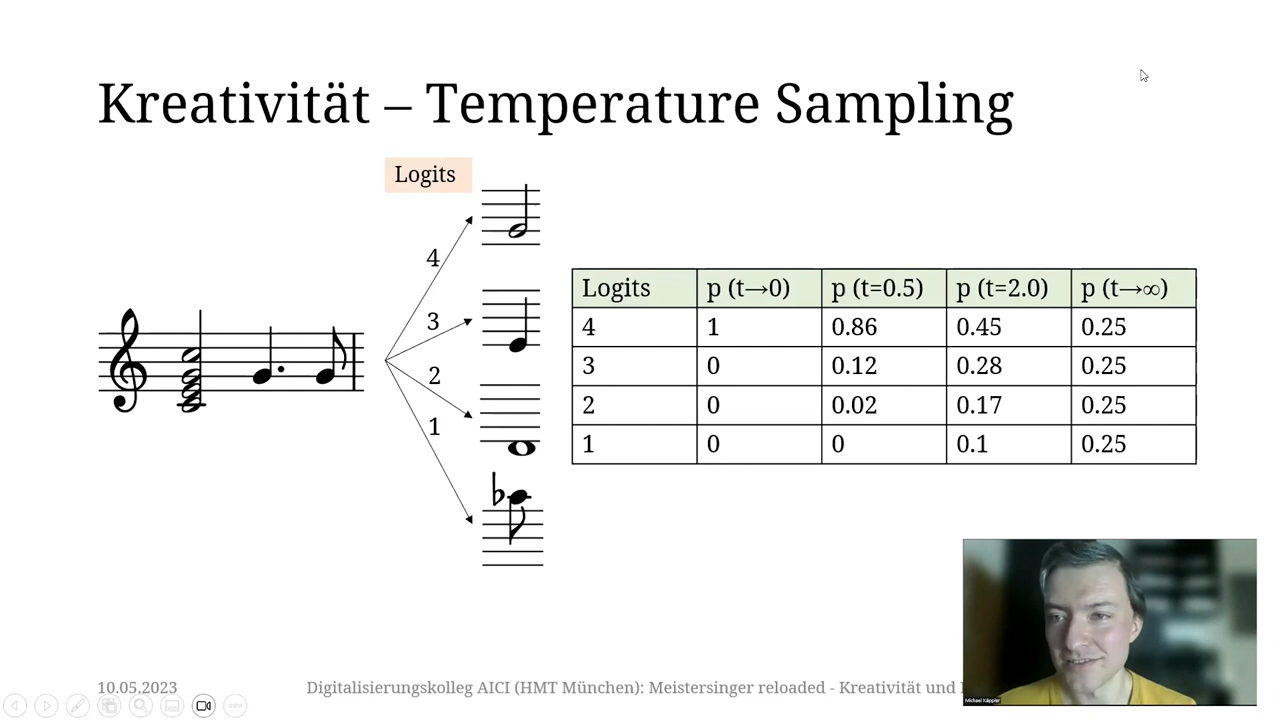 Kreativität – Temperature Sampling
Logits
4
3
2
1
Logits p (t→0) p (t=0.5) p (t=2.0) p (t→∞)
4 1 0.86 0.45 0.25
3 0 0.12 0.28 0.25
2 0 0.02 0.17 0.25
1 0 0 0.1 0.25
Michael Käppler
10.05.2023
Digitalisierungskolleg AICI (HMT München): Meistersinger reloaded - Kreativität und